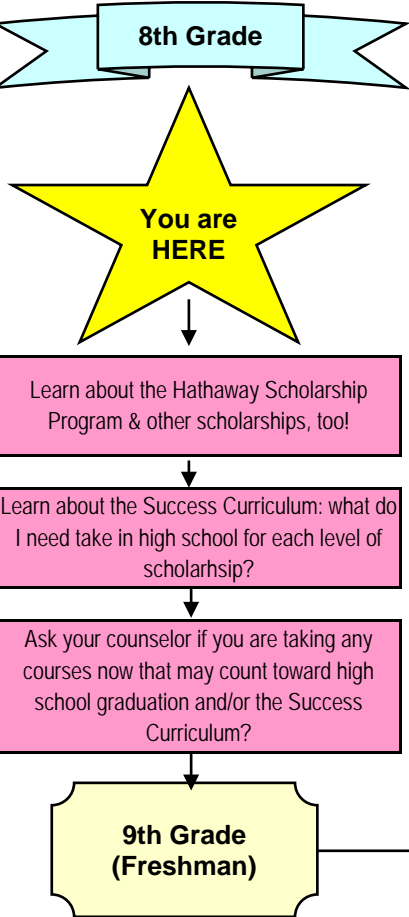 8th Grade
You are
HERE
Learn about the Hathaway Scholarship
Program & other scholarships, too!
Learn about the Success Curriculum: what do
I need take in high school for each level of
scholarhsip?
Ask your counselor if you are taking any
courses now that may count toward high
school graduation and/or the Success
Curriculum?
9th Grade
(Freshman)